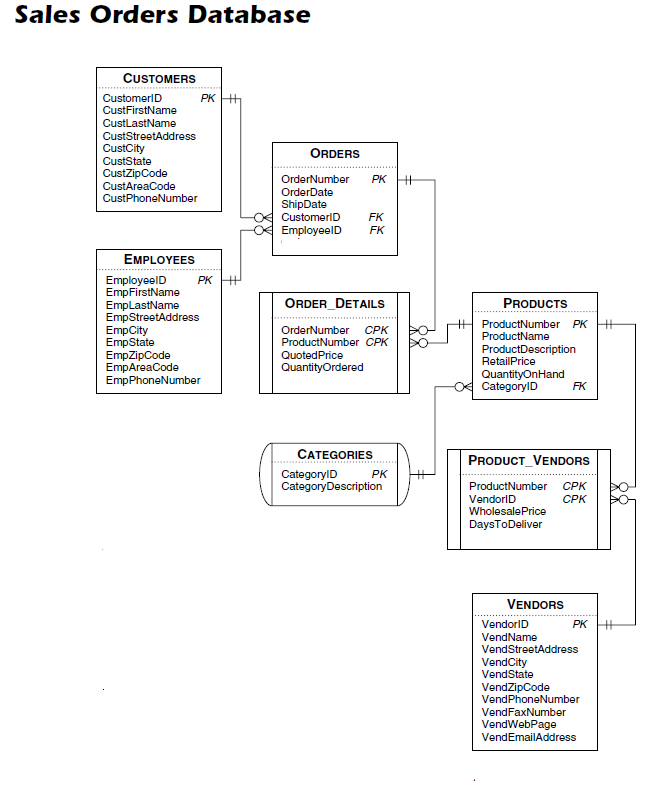 Sales Orders Database
CUSTOMERS
CustomerID PK
CustFirstName
CustLastName
CustStreetAddress
CustCity
CustState
CustZipCode
CustAreaCode
CustPhoneNumber
ORDERS
OrderNumber PK
OrderDate
ShipDate
CustomerID FK
EmployeeID FK
EMPLOYEES
EmployeeID PK
EmpFirstName
EmpLastName
EmpStreetAddress
EmpCity
EmpState
EmpZipCode
EmpAreaCode
EmpPhoneNumber
ORDER_DETAILS
OrderNumber CPK
ProductNumber CPK
QuotedPrice
QuantityOrdered
PRODUCTS
ProductNumber PK
ProductName
ProductDescription
RetailPrice
QuantityOnHand
CategoryID FK
CATEGORIES
CategoryID PK
CategoryDescription
PRODUCT_VENDORS
ProductNumber CPK
VendorID CPK
WholesalePrice
DaysToDeliver
VENDORS
VendorID PK
VendName
VendStreetAddress
VendCity
VendState
VendZipCode
VendPhoneNumber
VendFaxNumber
VendWebPage
VendEmailAddress